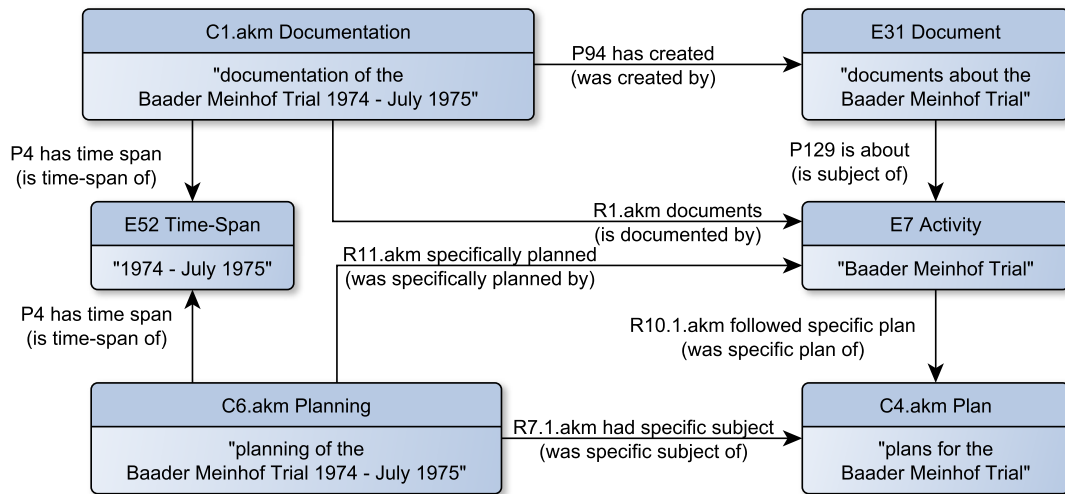 C1.akm Documentation
"documentation of the
Baader Meinhof Trial 1974 - July 1975"
P94 has created
(was created by)
E31 Document
"documents about the
Baader Meinhof Trial"
P4 has time span
(is time-span of)
P129 is about
(is subject of)
E52 Time-Span
"1974 - July 1975"
R1.akm documents
(is documented by)
E7 Activity
"Baader Meinhof Trial"
R11.akm specifically planned
(was specifically planned by)
P4 has time span
(is time-span of)
R10.1.akm followed specific plan
(was specific plan of)
C6.akm Planning
"planning of the
Baader Meinhof Trial 1974 - July 1975"
R7.1.akm had specific subject
(was specific subject of)
C4.akm Plan
"plans for the
Baader Meinhof Trial"